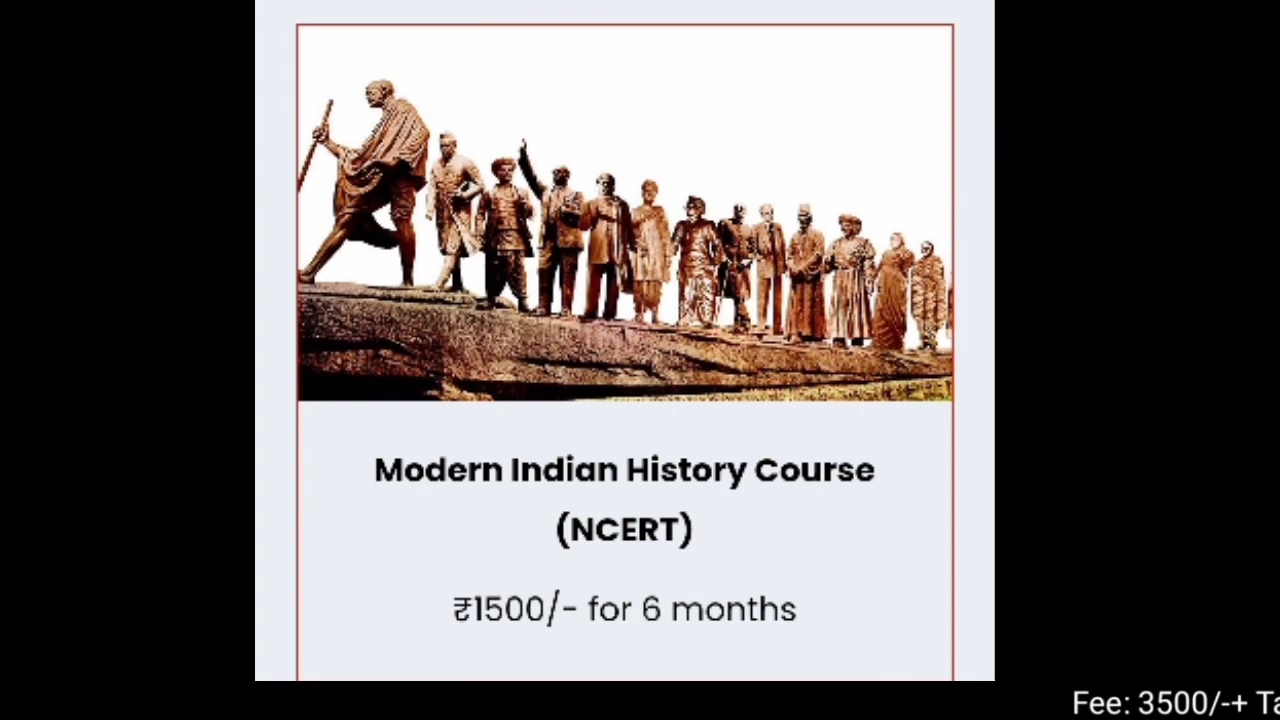 Modern Indian History Course
(NCERT)
₹1500/- for 6 months
Fee: 3500/-+